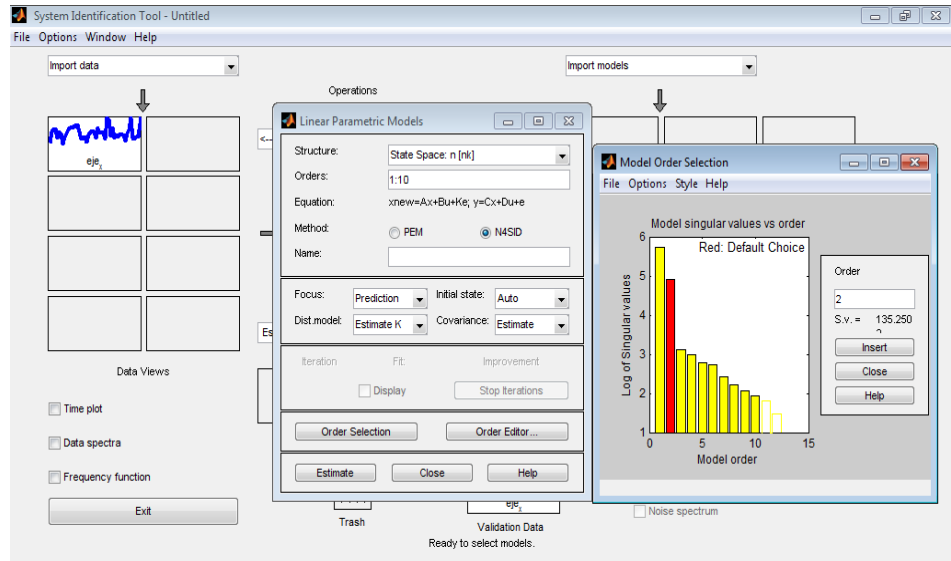 System Identification Tool - Untitled
File Options Window Help
Import data
Import models
Operations
<--
eje_x
Es
Data Views
Time plot
Data spectra
Frequency function
Exit
Trash
eje_x
Validation Data
Ready to select models.
Noise spectrum
Linear Parametric Models
Structure: State Space: n [nk]
Orders: 1:10
Equation: xnew=Ax+Bu+Ke; y=Cx+Du+e
Method: PEM N4SID
Name:
Focus: Prediction Initial state: Auto
Dist.model: Estimate K Covariance: Estimate
Iteration Fit: Improvement
Display Stop Iterations
Order Selection Order Editor...
Estimate Close Help
Model Order Selection
File Options Style Help
Model singular values vs order
Red: Default Choice
Log of Singular values
6
5
4
3
2
1
0 5 10 15
Model order
Order
2
S.v. = 135.250
Insert
Close
Help